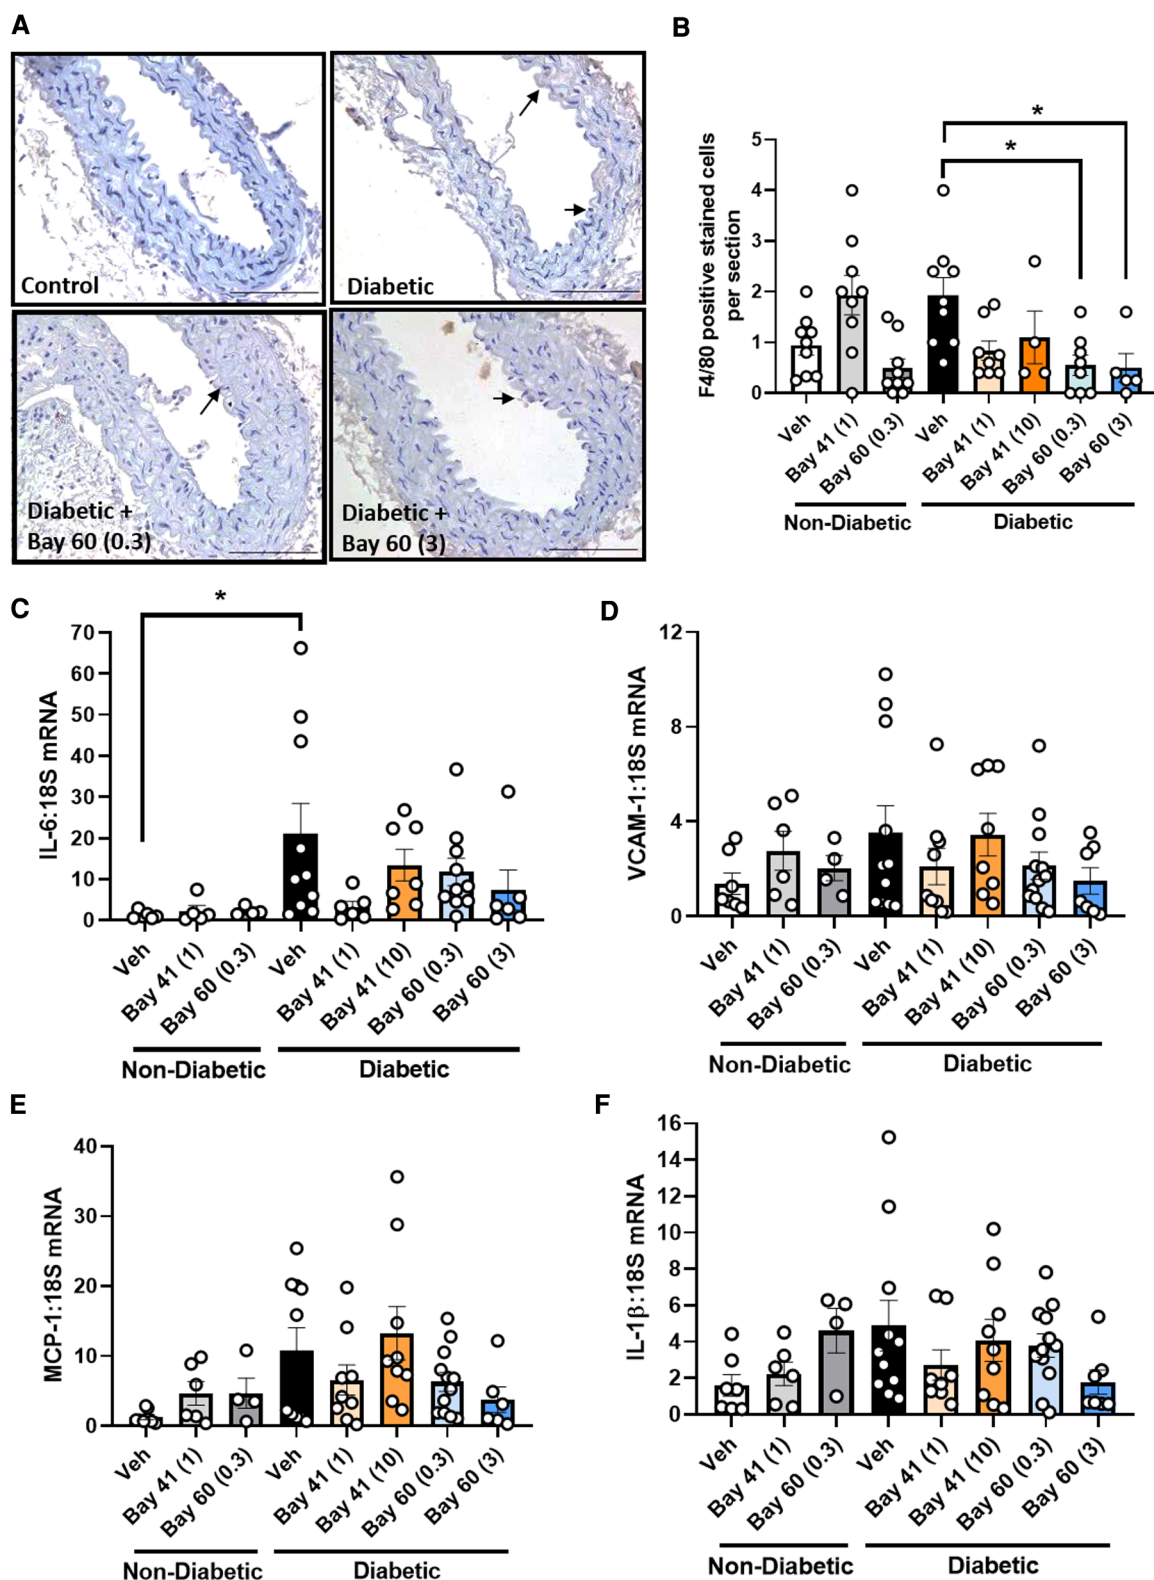 A
Control
Diabetic
Diabetic +
Bay 60 (0.3)
Diabetic +
Bay 60 (3)
B
F4/80 positive stained cells
per section
5
4
3
2
1
0
*
*
Veh
Bay 41 (1)
Bay 60 (0.3)
Veh
Bay 41 (1)
Bay 41 (10)
Bay 60 (0.3)
Bay 60 (3)
Non-Diabetic
Diabetic
C
IL-6:18S mRNA
70
60
50
40
30
20
10
0
*
Veh
Bay 41 (1)
Bay 60 (0.3)
Veh
Bay 41 (1)
Bay 41 (10)
Bay 60 (0.3)
Bay 60 (3)
Non-Diabetic
Diabetic
D
VCAM-1:18S mRNA
12
8
4
0
Veh
Bay 41 (1)
Bay 60 (0.3)
Veh
Bay 41 (1)
Bay 41 (10)
Bay 60 (0.3)
Bay 60 (3)
Non-Diabetic
Diabetic
E
MCP-1:18S mRNA
40
30
20
10
0
Veh
Bay 41 (1)
Bay 60 (0.3)
Veh
Bay 41 (1)
Bay 41 (10)
Bay 60 (0.3)
Bay 60 (3)
Non-Diabetic
Diabetic
F
IL-1β:18S mRNA
16
14
12
10
8
6
4
2
0
Veh
Bay 41 (1)
Bay 60 (0.3)
Veh
Bay 41 (1)
Bay 41 (10)
Bay 60 (0.3)
Bay 60 (3)
Non-Diabetic
Diabetic